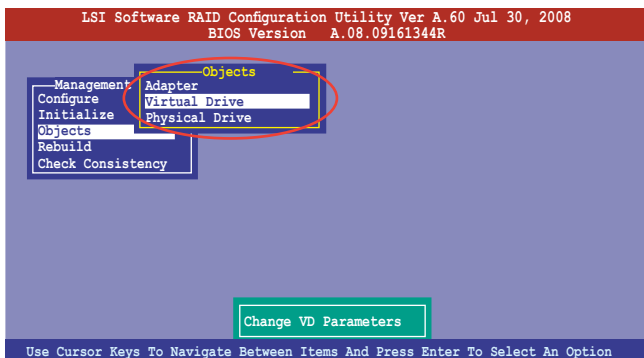 LSI Software RAID Configuration Utility Ver A.60 Jul 30, 2008
BIOS Version A.08.09161344R
Management
Configure
Initialize
Objects
Rebuild
Check Consistency
Objects
Adapter
Virtual Drive
Physical Drive
Change VD Parameters
Use Cursor Keys To Navigate Between Items And Press Enter To Select An Option